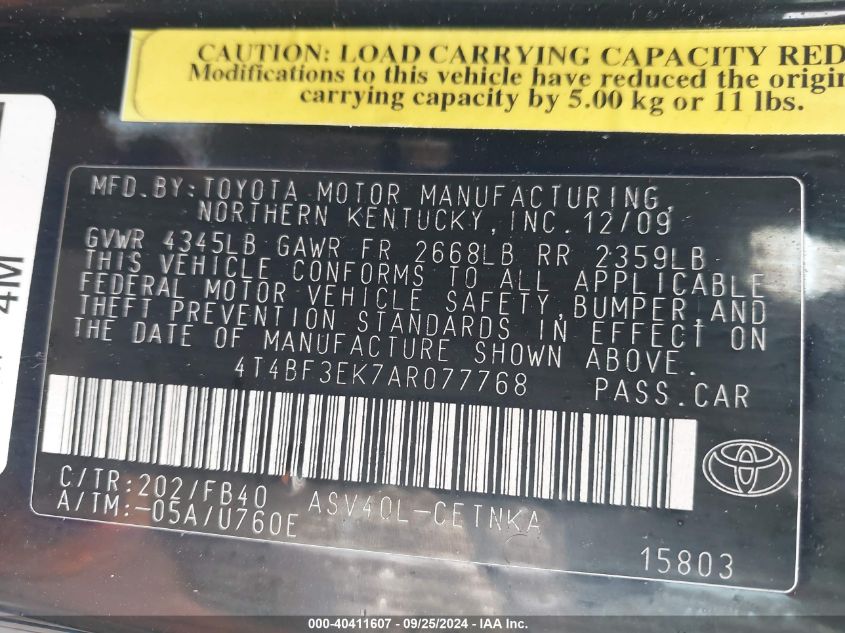 CAUTION: LOAD CARRYING CAPACITY RED
Modifications to this vehicle have reduced the origin
carrying capacity by 5.00 kg or 11 lbs.
4M
MFD.BY:TOYOTA MOTOR MANUFACTURING,
NORTHERN KENTUCKY,INC.12/09
GVWR 4345LB GAWR FR 2668LB RR 2359LB
THIS VEHICLE CONFORMS TO ALL APPLICABLE
FEDERAL MOTOR VEHICLE SAFETY,BUMPER,AND
THEFT PREVENTION STANDARDS IN EFFECT ON
THE DATE OF MANUFACTURE SHOWN ABOVE.
4T4BF3EK7AR077768 PASS.CAR
C/TR:202/FB40 ASV40L-CETNKA
A/TM:-05A/U760E
15803
000-40411607 / 09/25/2024 - IAA Inc.